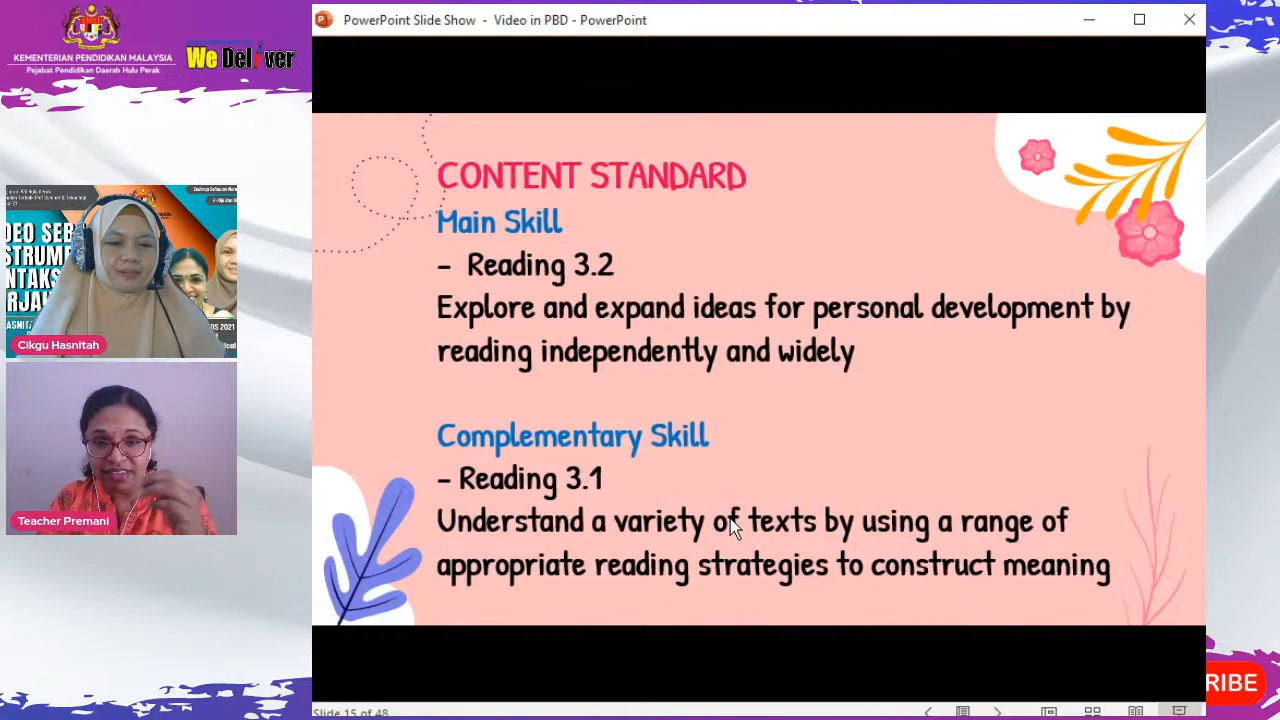 KEMENTERIAN PENDIDIKAN MALAYSIA
Pejabat Pendidikan Daerah Hulu Perak
We Deliver
PowerPoint Slide Show - Video in PBD - PowerPoint
CONTENT STANDARD
Main Skill
- Reading 3.2
Explore and expand ideas for personal development by
reading independently and widely
Complementary Skill
- Reading 3.1
Understand a variety of texts by using a range of
appropriate reading strategies to construct meaning
Cikgu Hasnitah
Teacher Premani
Slide 15 of 48
RIBE